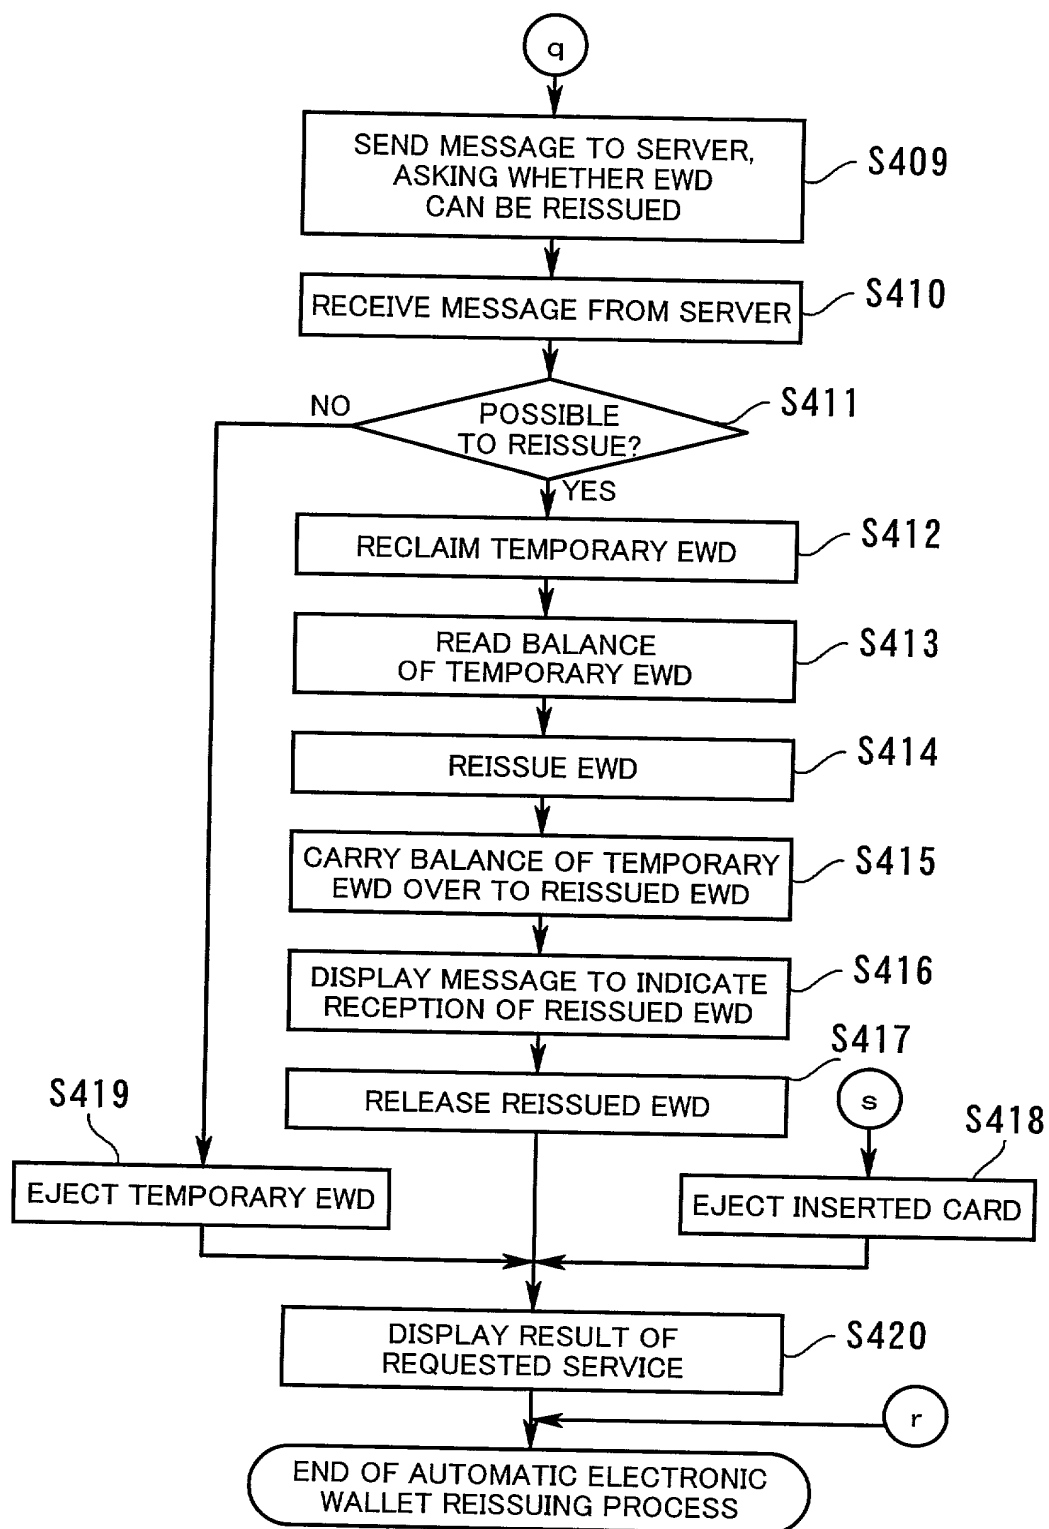 q
SEND MESSAGE TO SERVER,
ASKING WHETHER EWD
CAN BE REISSUED
S409
RECEIVE MESSAGE FROM SERVER
S410
POSSIBLE
TO REISSUE?
S411
NO
YES
RECLAIM TEMPORARY EWD
S412
READ BALANCE
OF TEMPORARY EWD
S413
REISSUE EWD
S414
CARRY BALANCE OF TEMPORARY
EWD OVER TO REISSUED EWD
S415
DISPLAY MESSAGE TO INDICATE
RECEPTION OF REISSUED EWD
S416
RELEASE REISSUED EWD
S417
S419
EJECT TEMPORARY EWD
s
S418
EJECT INSERTED CARD
DISPLAY RESULT OF
REQUESTED SERVICE
S420
r
END OF AUTOMATIC ELECTRONIC
WALLET REISSUING PROCESS